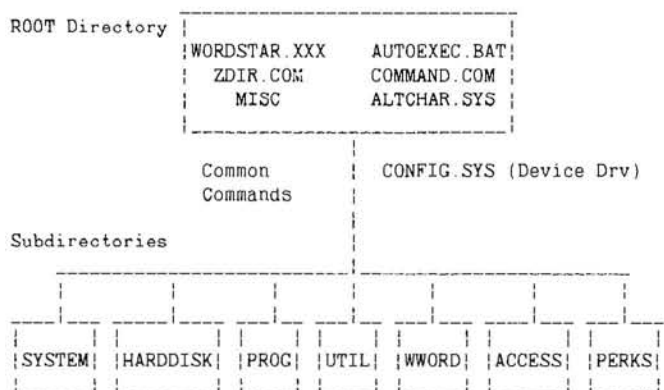 ROOT Directory
WORDSTAR.XXX AUTOEXEC.BAT
ZDIR.COM COMMAND.COM
MISC ALTCHAR.SYS
Common CONFIG.SYS (Device Drv)
Commands
Subdirectories
SYSTEM HARDDISK PROG UTIL WWORD ACCESS PERKS